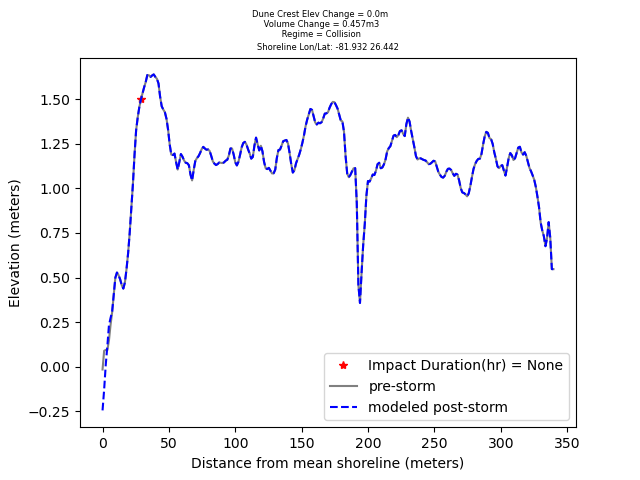 Dune Crest Elev Change = 0.0m
Volume Change = 0.457m3
Regime = Collision
Shoreline Lon/Lat: -81.932 26.442
1.50
1.25
1.00
0.75
0.50
0.25
0.00
−0.25
Elevation (meters)
Impact Duration(hr) = None
pre-storm
modeled post-storm
0 50 100 150 200 250 300 350
Distance from mean shoreline (meters)